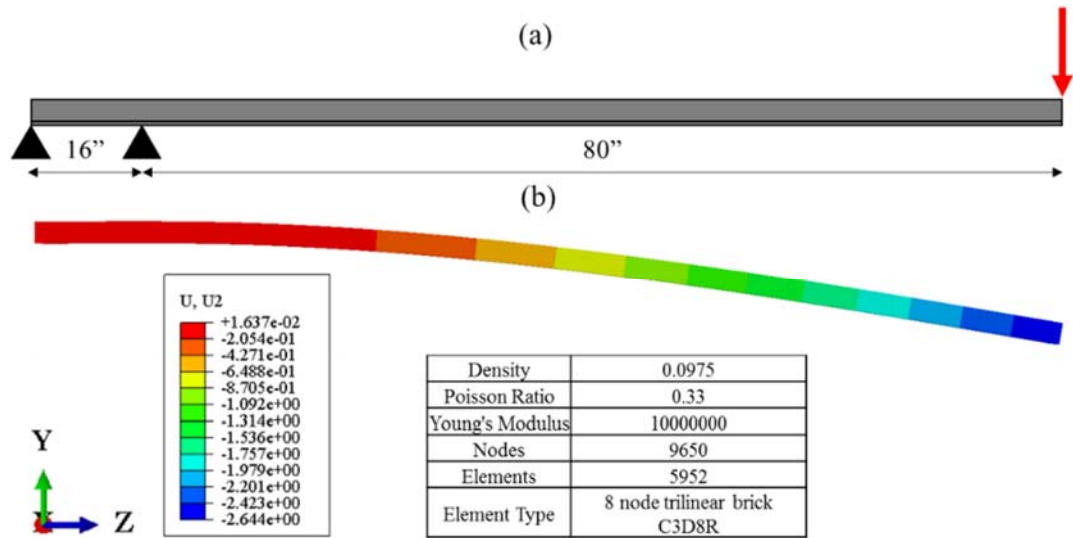 (a)
16”
80”
(b)
U, U2
+1.637e-02
-2.054e-01
-4.271e-01
-6.488e-01
-8.705e-01
-1.092e+00
-1.314e+00
-1.536e+00
-1.757e+00
-1.979e+00
-2.201e+00
-2.423e+00
-2.644e+00
Density 0.0975
Poisson Ratio 0.33
Young's Modulus 10000000
Nodes 9650
Elements 5952
Element Type 8 node trilinear brick
C3D8R
Y
X
Z